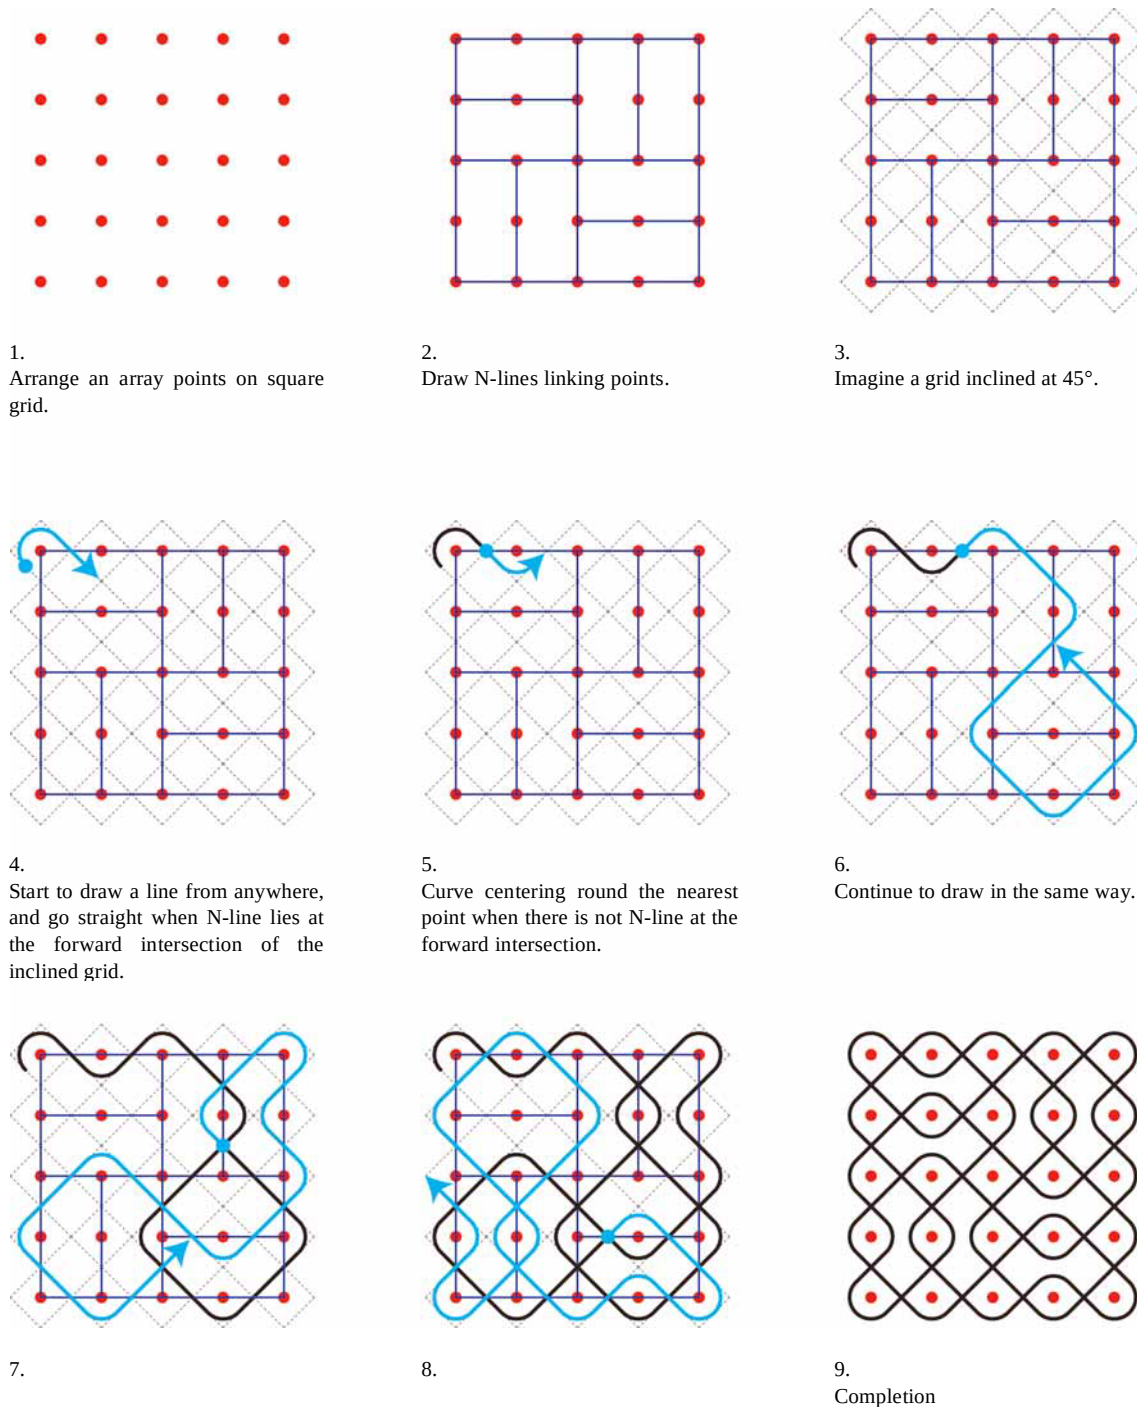 1.
Arrange an array points on square
grid.
2.
Draw N-lines linking points.
3.
Imagine a grid inclined at 45°.
4.
Start to draw a line from anywhere,
and go straight when N-line lies at
the forward intersection of the
inclined grid.
5.
Curve centering round the nearest
point when there is not N-line at the
forward intersection.
6.
Continue to draw in the same way.
7.
8.
9.
Completion